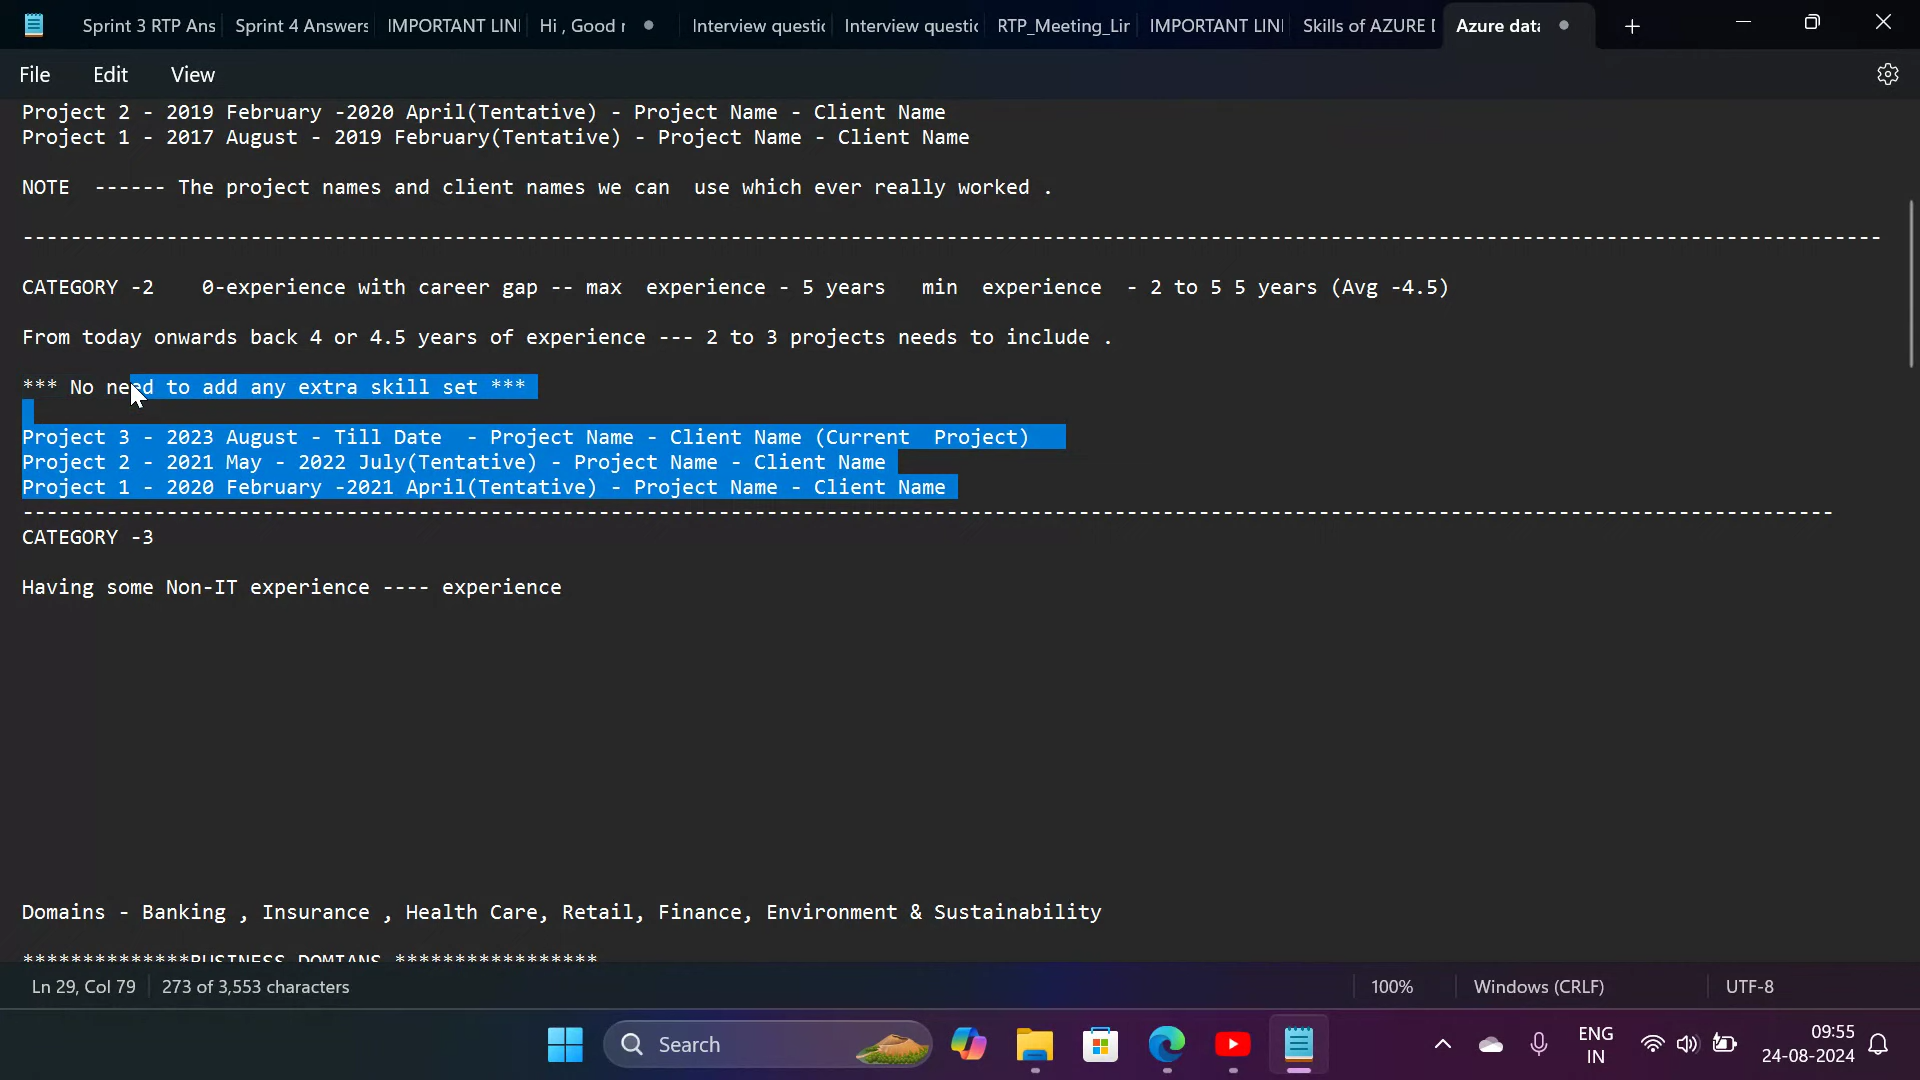 Sprint 3 RTP Ans
Sprint 4 Answers
IMPORTANT LINI
Hi , Good r
Interview questic
Interview questic
RTP_Meeting_Lir
IMPORTANT LINI
Skills of AZURE I
Azure data
File
Edit
View
Project 2 - 2019 February -2020 April(Tentative) - Project Name - Client Name
Project 1 - 2017 August - 2019 February(Tentative) - Project Name - Client Name
NOTE ------ The project names and client names we can use which ever really worked .
-----------------------------------------------------------------------------------------------------------------------------------------------------------
CATEGORY -2 0-experience with career gap -- max experience - 5 years min experience - 2 to 5 5 years (Avg -4.5)
From today onwards back 4 or 4.5 years of experience --- 2 to 3 projects needs to include .
*** No need to add any extra skill set ***
Project 3 - 2023 August - Till Date - Project Name - Client Name (Current Project)
Project 2 - 2021 May - 2022 July(Tentative) - Project Name - Client Name
Project 1 - 2020 February -2021 April(Tentative) - Project Name - Client Name
-------------------------------------------------------------------------------------------------------------------------------------------------------
CATEGORY -3
Having some Non-IT experience ---- experience
Domains - Banking , Insurance , Health Care, Retail, Finance, Environment & Sustainability
**************BUSINESS DOMIANS *****************
Ln 29, Col 79
273 of 3,553 characters
100%
Windows (CRLF)
UTF-8
Search
ENG
IN
09:55
24-08-2024